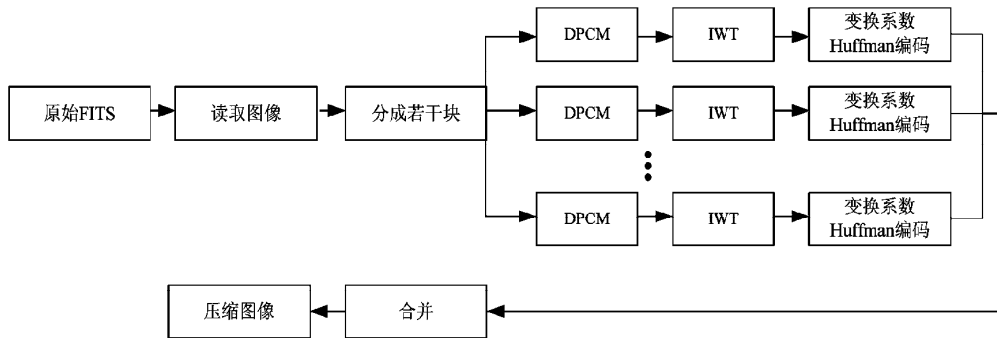 DPCM
IWT
变换系数
Huffman编码
原始FITS
读取图像
分成若干块
DPCM
IWT
变换系数
Huffman编码
DPCM
IWT
变换系数
Huffman编码
压缩图像
合并